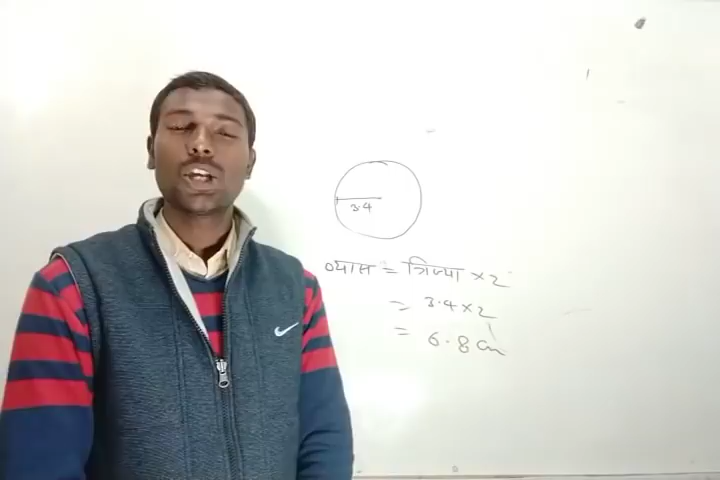 3.4
व्यास = त्रिज्या × 2
= 3.4 × 2
= 6.8 cm